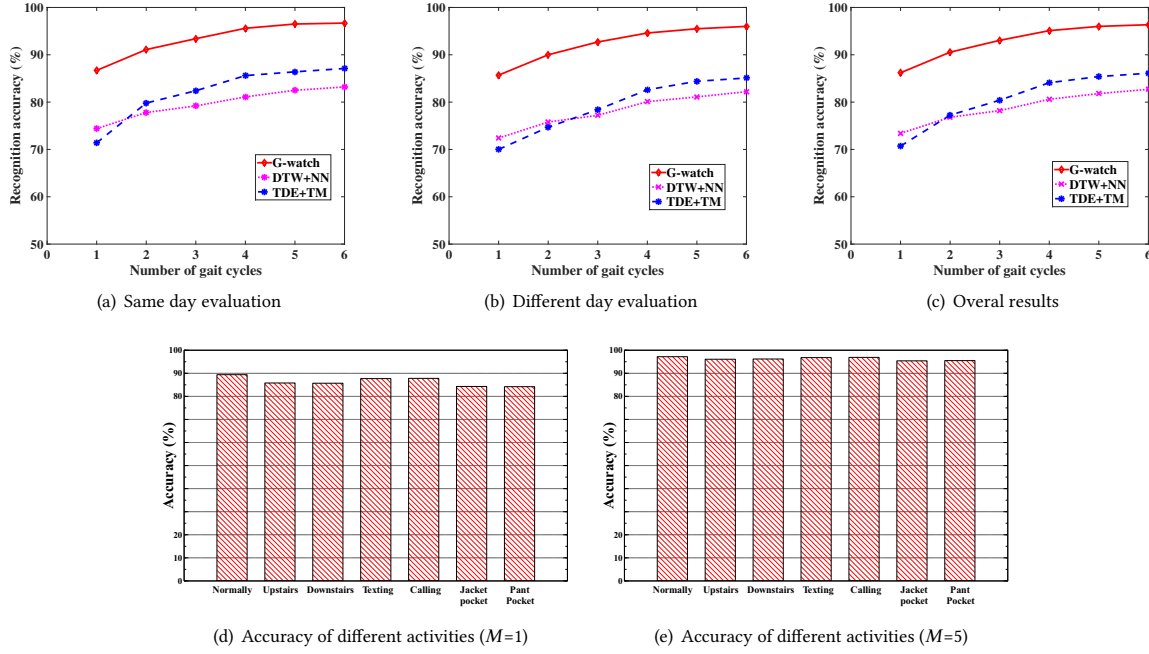 100
90
80
70
60
50
Recognition accuracy (%)
0 1 2 3 4 5 6
Number of gait cycles
G-watch
DTW+NN
TDE+TM
(a) Same day evaluation
100
90
80
70
60
50
Recognition accuracy (%)
0 1 2 3 4 5 6
Number of gait cycles
G-watch
DTW+NN
TDE+TM
(b) Different day evaluation
100
90
80
70
60
50
Recognition accuracy (%)
0 1 2 3 4 5 6
Number of gait cycles
G-watch
DTW+NN
TDE+TM
(c) Overal results
100
90
80
20
10
0
Accuracy (%)
Normally Upstairs Downstairs Texting Calling Jacket Pant
pocket Pocket
(d) Accuracy of different activities (M=1)
100
90
80
20
10
0
Accuracy (%)
Normally Upstairs Downstairs Texting Calling Jacket Pant
pocket Pocket
(e) Accuracy of different activities (M=5)